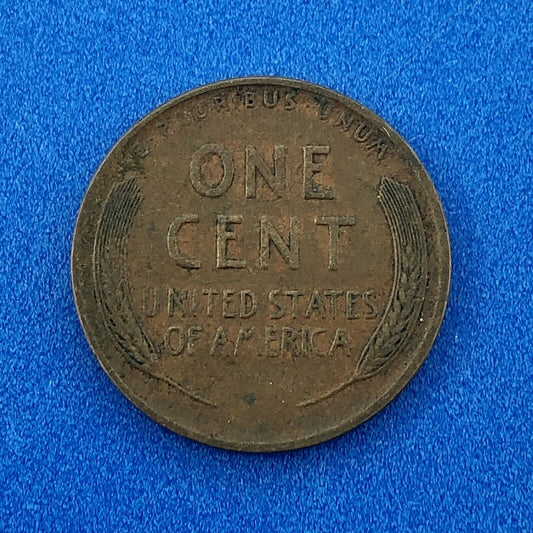 E · PLURIBUS · UNUM
ONE
CENT
UNITED STATES
OF AMERICA